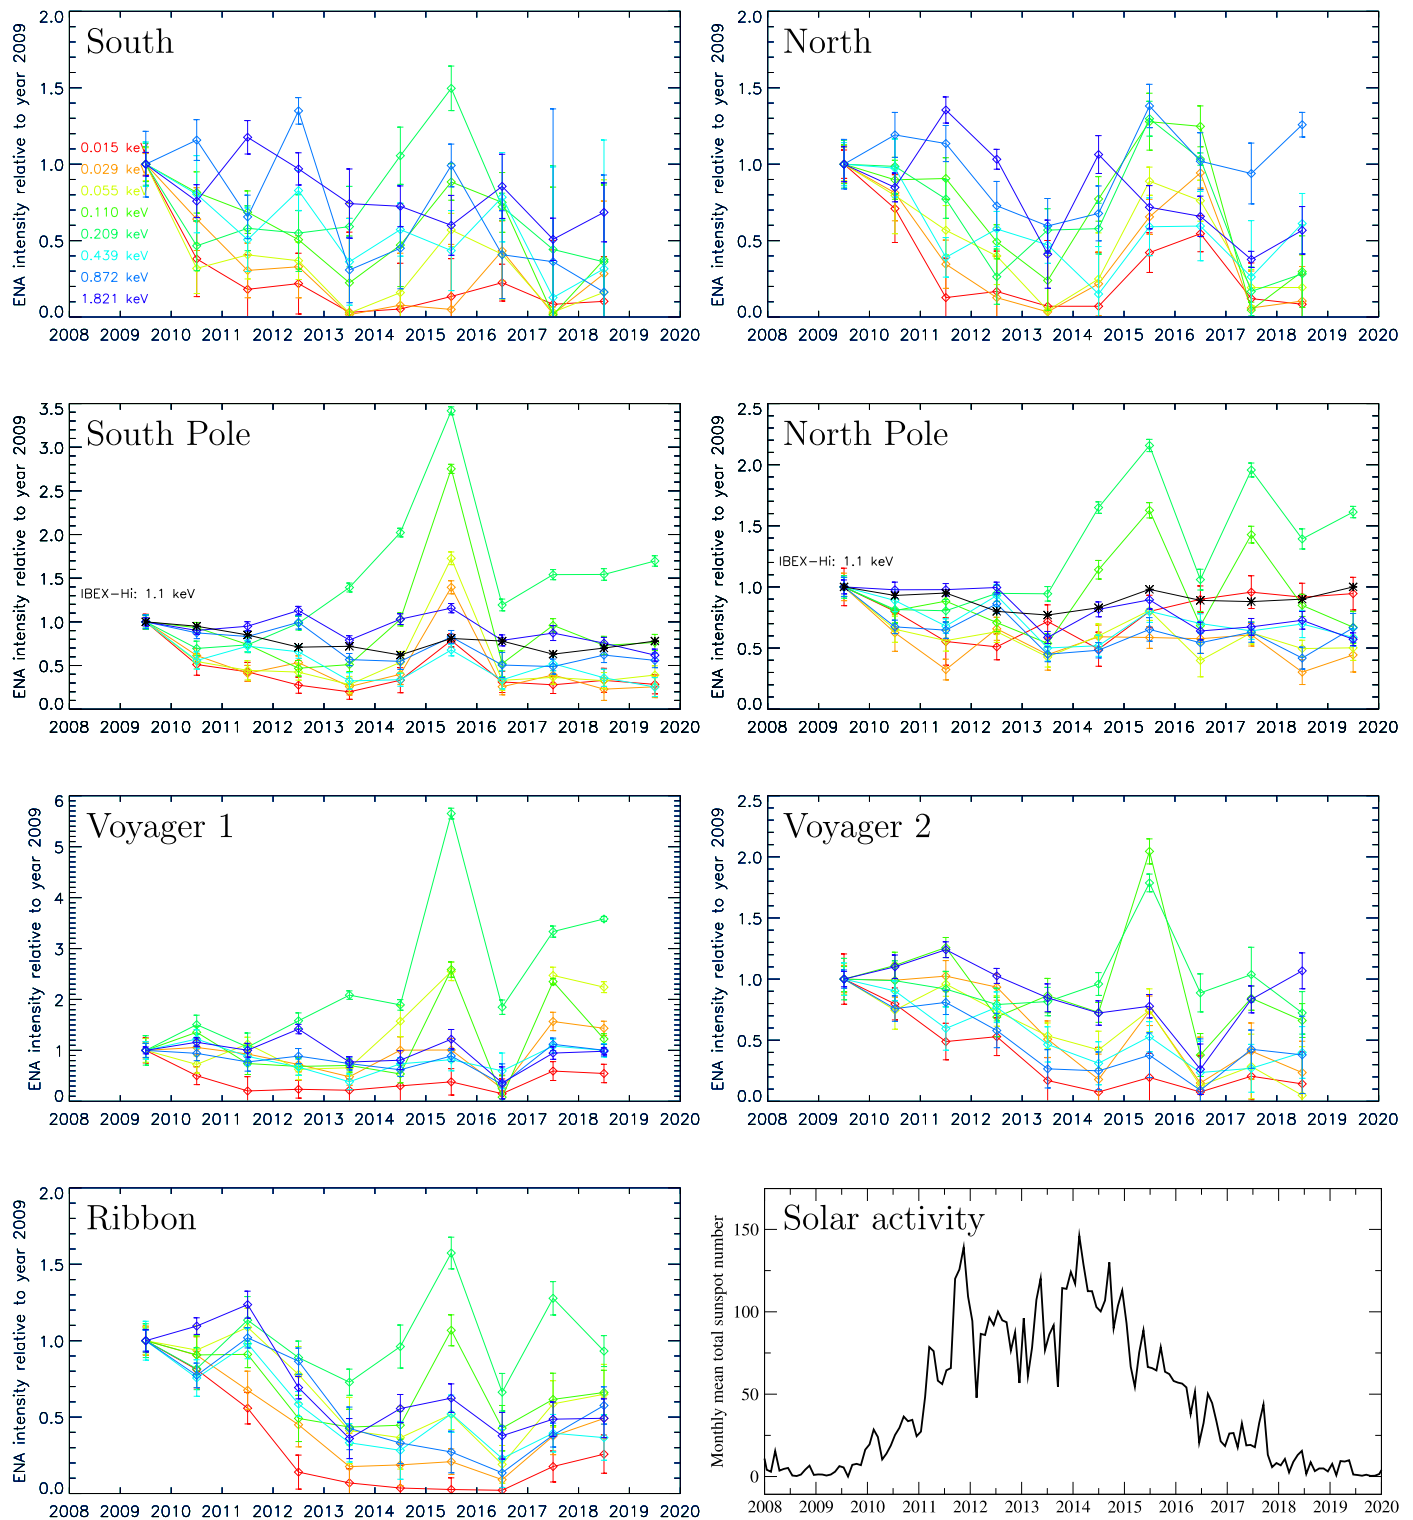 South
ENA intensity relative to year 2009
2.0
1.5
1.0
0.5
0.0
0.015 keV
0.029 keV
0.055 keV
0.110 keV
0.209 keV
0.439 keV
0.872 keV
1.821 keV
2008 2009 2010 2011 2012 2013 2014 2015 2016 2017 2018 2019 2020
North
ENA intensity relative to year 2009
2.0
1.5
1.0
0.5
0.0
2008 2009 2010 2011 2012 2013 2014 2015 2016 2017 2018 2019 2020
South Pole
ENA intensity relative to year 2009
3.5
3.0
2.5
2.0
1.5
1.0
0.5
0.0
IBEX-Hi: 1.1 keV
2008 2009 2010 2011 2012 2013 2014 2015 2016 2017 2018 2019 2020
North Pole
ENA intensity relative to year 2009
2.5
2.0
1.5
1.0
0.5
0.0
IBEX-Hi: 1.1 keV
2008 2009 2010 2011 2012 2013 2014 2015 2016 2017 2018 2019 2020
Voyager 1
ENA intensity relative to year 2009
6
5
4
3
2
1
0
2008 2009 2010 2011 2012 2013 2014 2015 2016 2017 2018 2019 2020
Voyager 2
ENA intensity relative to year 2009
2.5
2.0
1.5
1.0
0.5
0.0
2008 2009 2010 2011 2012 2013 2014 2015 2016 2017 2018 2019 2020
Ribbon
ENA intensity relative to year 2009
2.0
1.5
1.0
0.5
0.0
2008 2009 2010 2011 2012 2013 2014 2015 2016 2017 2018 2019 2020
Solar activity
Monthly mean total sunspot number
150
100
50
0
2008 2009 2010 2011 2012 2013 2014 2015 2016 2017 2018 2019 2020